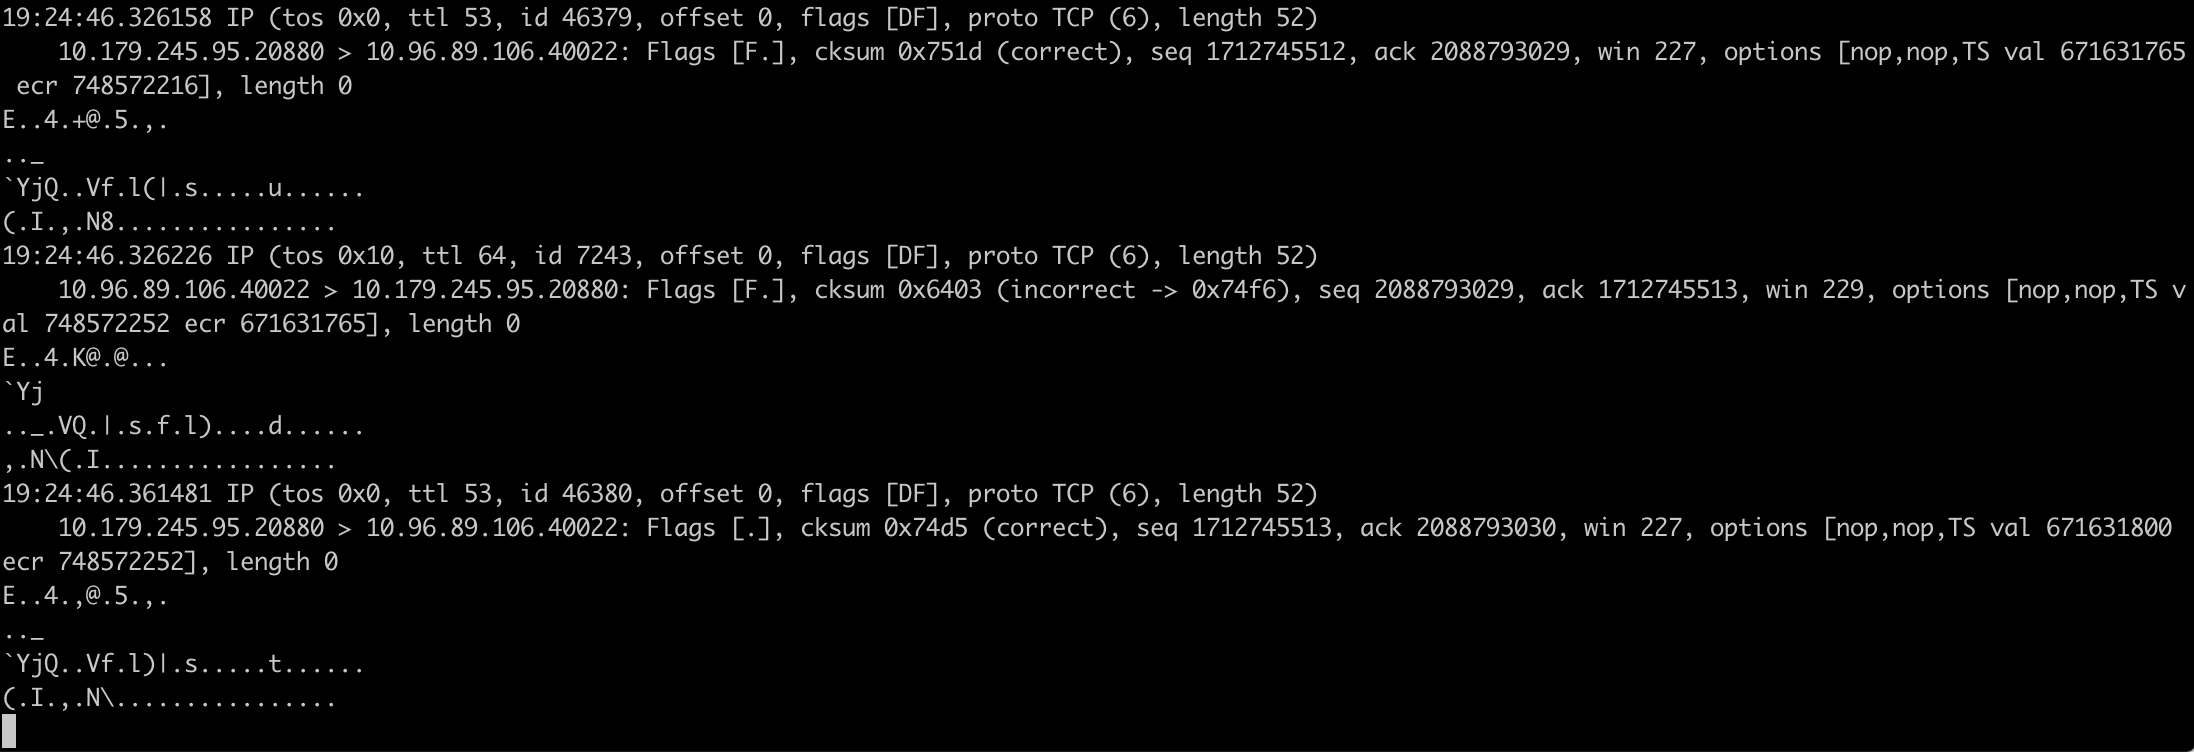 19:24:46.326158 IP (tos 0x0, ttl 53, id 46379, offset 0, flags [DF], proto TCP (6), length 52)
    10.179.245.95.20880 > 10.96.89.106.40022: Flags [F.], cksum 0x751d (correct), seq 1712745512, ack 2088793029, win 227, options [nop,nop,TS val 671631765
 ecr 748572216], length 0
E..4.+@.5.,.
.._
`YjQ..Vf.l(|.s.....u......
(.I.,.N8................
19:24:46.326226 IP (tos 0x10, ttl 64, id 7243, offset 0, flags [DF], proto TCP (6), length 52)
    10.96.89.106.40022 > 10.179.245.95.20880: Flags [F.], cksum 0x6403 (incorrect -> 0x74f6), seq 2088793029, ack 1712745513, win 229, options [nop,nop,TS v
al 748572252 ecr 671631765], length 0
E..4.K@.@...
`Yj
.._.VQ.|.s.f.l)....d......
,.N\(.I.................
19:24:46.361481 IP (tos 0x0, ttl 53, id 46380, offset 0, flags [DF], proto TCP (6), length 52)
    10.179.245.95.20880 > 10.96.89.106.40022: Flags [.], cksum 0x74d5 (correct), seq 1712745513, ack 2088793030, win 227, options [nop,nop,TS val 671631800
ecr 748572252], length 0
E..4.,@.5.,.
.._
`YjQ..Vf.l)|.s.....t......
(.I.,.N\................